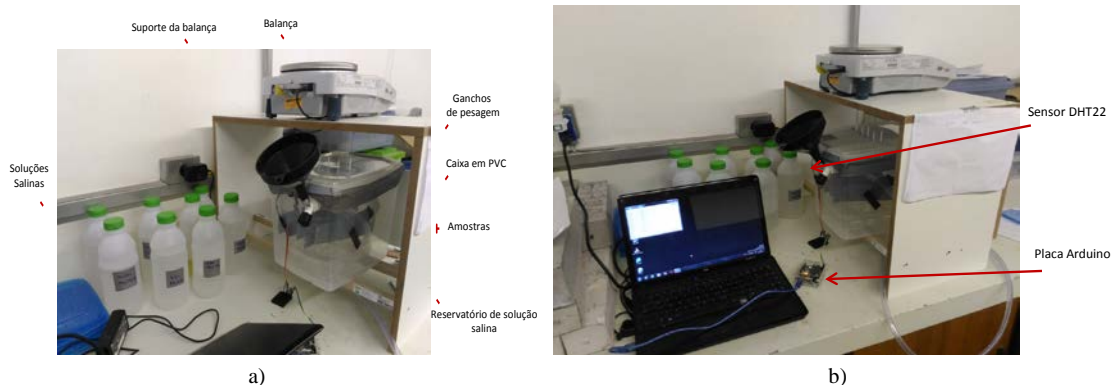 Suporte da balança
Balança
Ganchos
de pesagem
Caixa em PVC
Soluções
Salinas
Amostras
Reservatório de solução
salina
a)
Sensor DHT22
Placa Arduino
b)